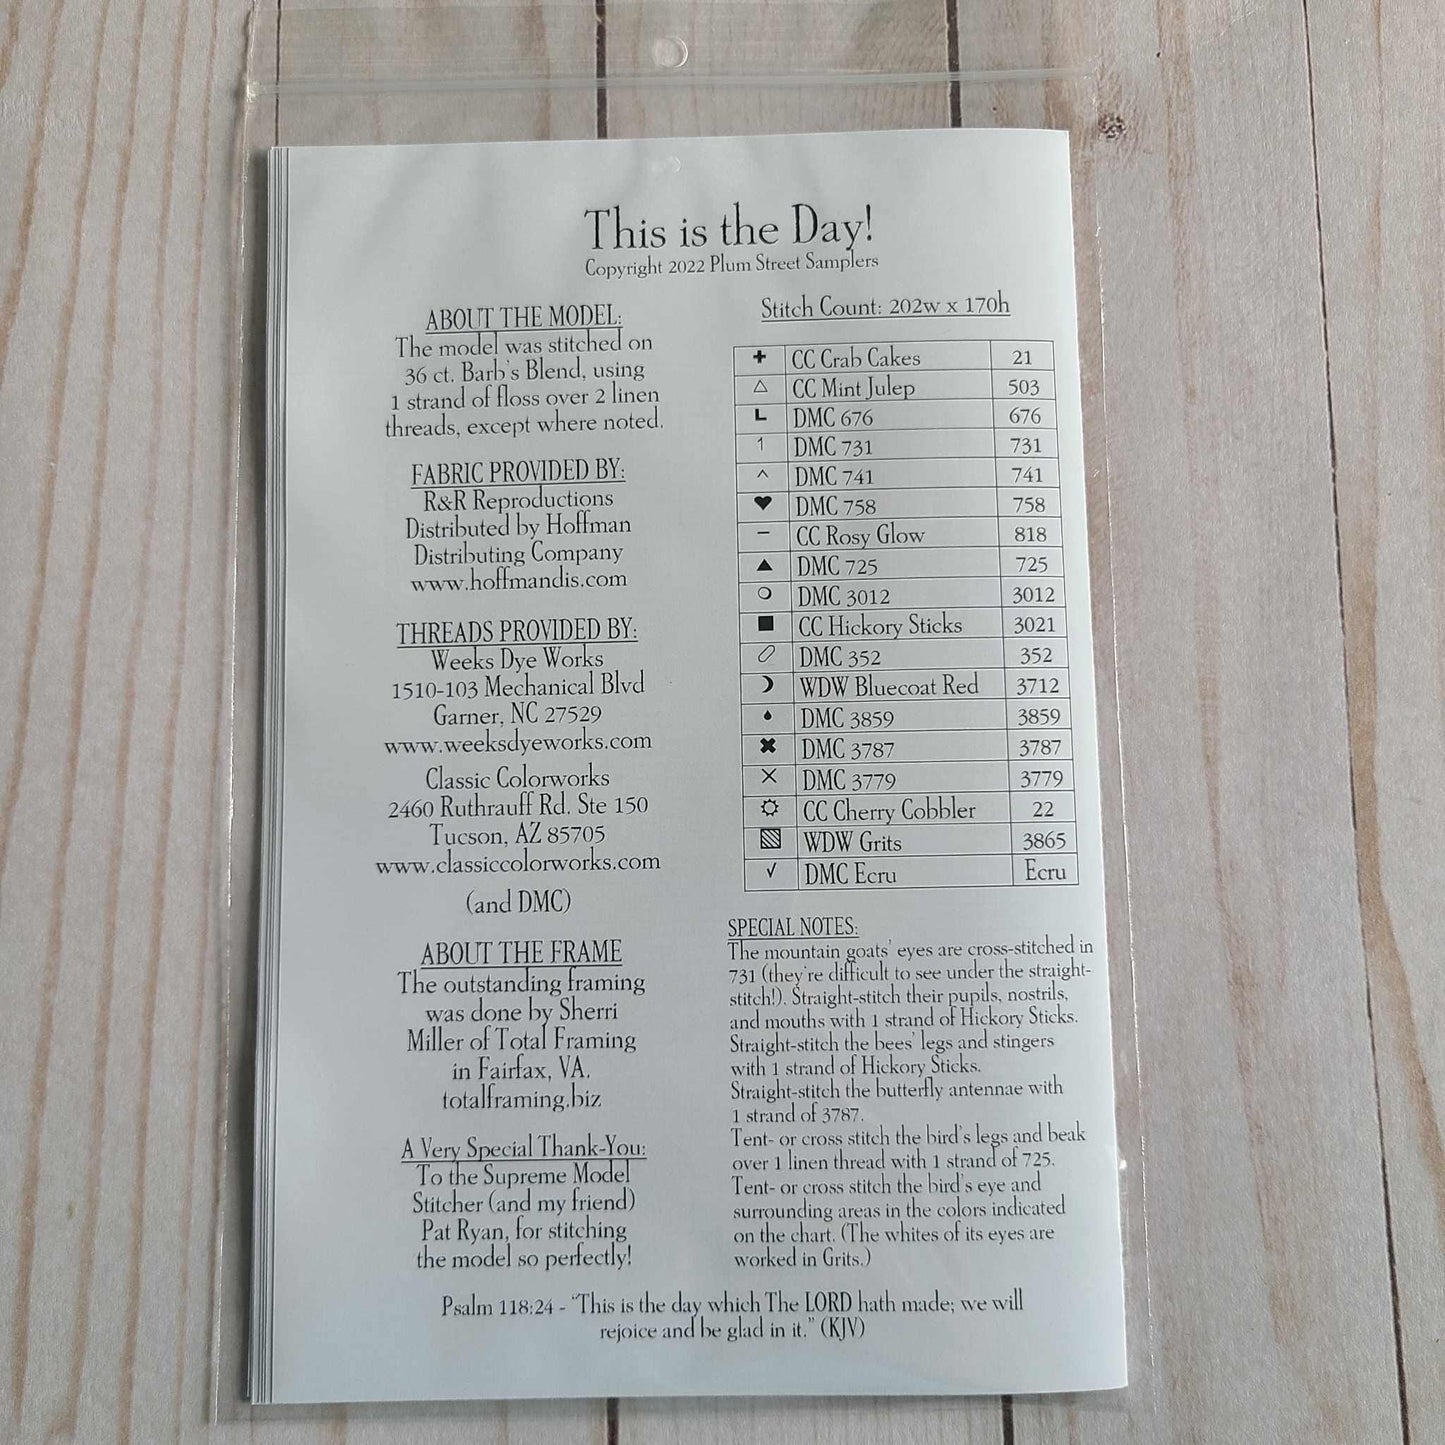 This is the Day!
Copyright 2022 Plum Street Samplers
ABOUT THE MODEL:
The model was stitched on
36 ct. Barb's Blend, using
1 strand of floss over 2 linen
threads, except where noted.
FABRIC PROVIDED BY:
R&R Reproductions
Distributed by Hoffman
Distributing Company
www.hoffmandis.com
THREADS PROVIDED BY:
Weeks Dye Works
1510-103 Mechanical Blvd
Garner, NC 27529
www.weeksdyeworks.com
Classic Colorworks
2460 Ruthrauff Rd. Ste 150
Tucson, AZ 85705
www.classiccolorworks.com
(and DMC)
ABOUT THE FRAME
The outstanding framing
was done by Sherri
Miller of Total Framing
in Fairfax, VA.
totalframing.biz
A Very Special Thank-You:
To the Supreme Model
Stitcher (and my friend)
Pat Ryan, for stitching
the model so perfectly!
Stitch Count: 202w x 170h
✚ CC Crab Cakes 21
△ CC Mint Julep 503
L DMC 676 676
1 DMC 731 731
^ DMC 741 741
♥ DMC 758 758
– CC Rosy Glow 818
▲ DMC 725 725
○ DMC 3012 3012
■ CC Hickory Sticks 3021
DMC 352 352
WDW Bluecoat Red 3712
DMC 3859 3859
✖ DMC 3787 3787
× DMC 3779 3779
CC Cherry Cobbler 22
▧ WDW Grits 3865
√ DMC Ecru Ecru
SPECIAL NOTES:
The mountain goats' eyes are cross-stitched in
731 (they're difficult to see under the straight-
stitch!). Straight-stitch their pupils, nostrils,
and mouths with 1 strand of Hickory Sticks.
Straight-stitch the bees' legs and stingers
with 1 strand of Hickory Sticks.
Straight-stitch the butterfly antennae with
1 strand of 3787.
Tent- or cross stitch the bird's legs and beak
over 1 linen thread with 1 strand of 725.
Tent- or cross stitch the bird's eye and
surrounding areas in the colors indicated
on the chart. (The whites of its eyes are
worked in Grits.)
Psalm 118:24 - "This is the day which The LORD hath made; we will
rejoice and be glad in it." (KJV)